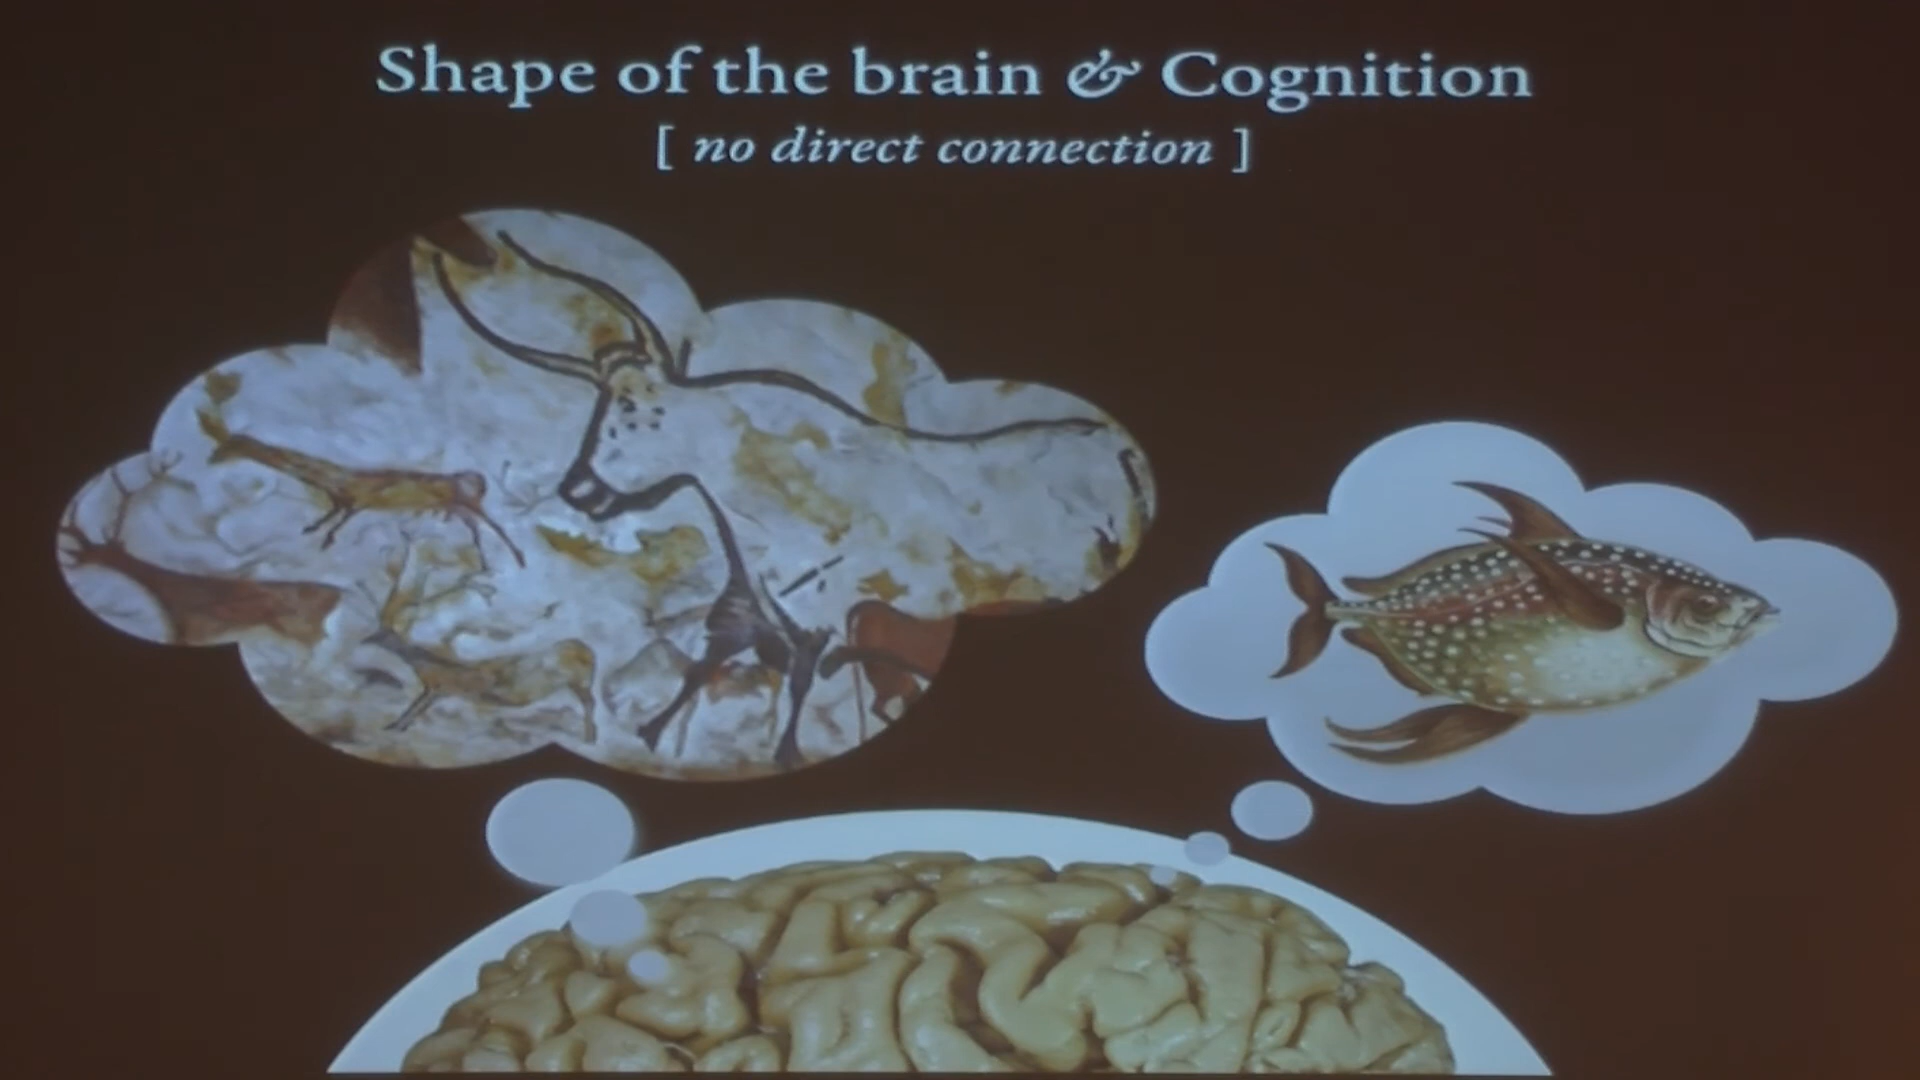 Shape of the brain & Cognition
[ no direct connection ]